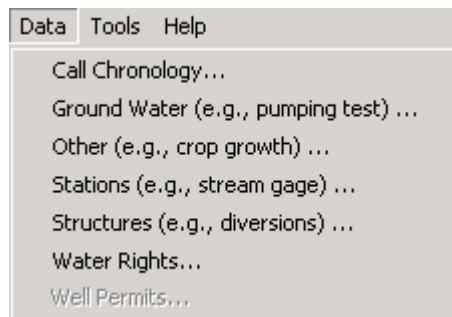 Data Tools Help
Call Chronology...
Ground Water (e.g., pumping test) ...
Other (e.g., crop growth) ...
Stations (e.g., stream gage) ...
Structures (e.g., diversions) ...
Water Rights...
Well Permits...